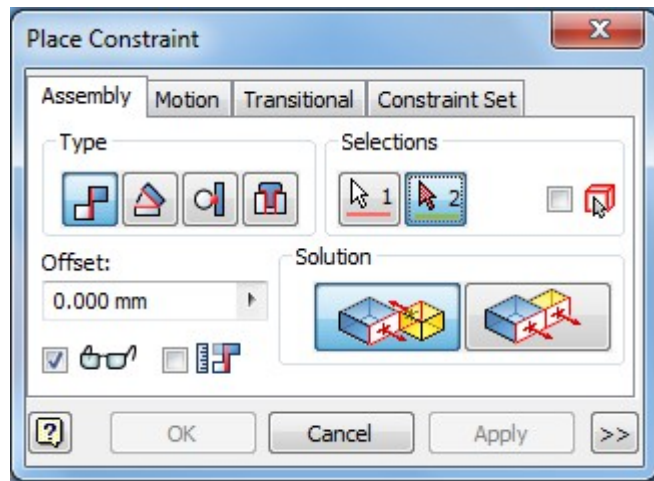 Place Constraint
Assembly Motion Transitional Constraint Set
Type Selections
1 2
Offset: Solution
0.000 mm
? OK Cancel Apply >>